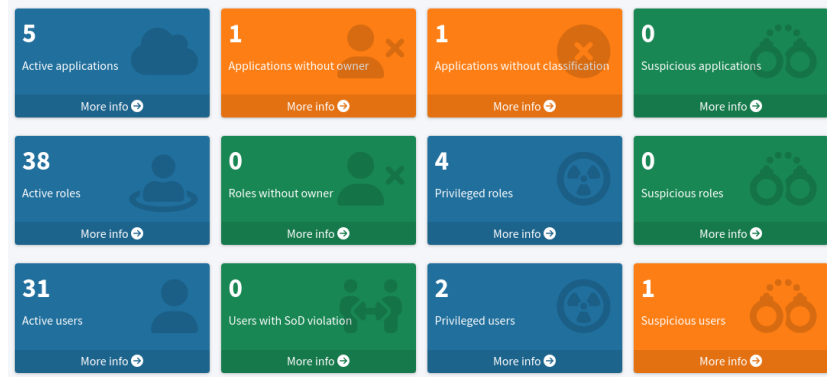 5
Active applications
More info
1
Applications without owner
More info
1
Applications without classification
More info
0
Suspicious applications
More info
38
Active roles
More info
0
Roles without owner
More info
4
Privileged roles
More info
0
Suspicious roles
More info
31
Active users
More info
0
Users with SoD violation
More info
2
Privileged users
More info
1
Suspicious users
More info